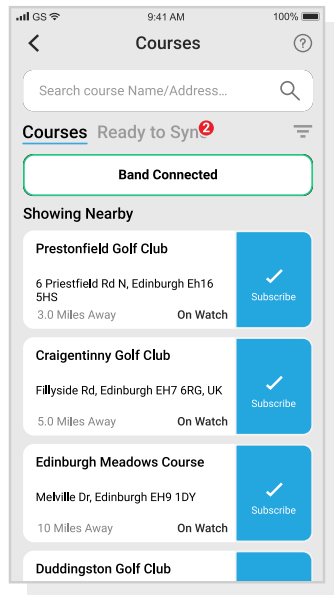 GS 9:41 AM 100%
Courses ?
Search course Name/Address...
Courses Ready to Sync 2
Band Connected
Showing Nearby
Prestonfield Golf Club
6 Priestfield Rd N, Edinburgh Eh16
5HS
3.0 Miles Away On Watch
Subscribe
Craigentinny Golf Club
Fillyside Rd, Edinburgh EH7 6RG, UK
5.0 Miles Away On Watch
Subscribe
Edinburgh Meadows Course
Melville Dr, Edinburgh EH9 1DY
10 Miles Away On Watch
Subscribe
Duddingston Golf Club